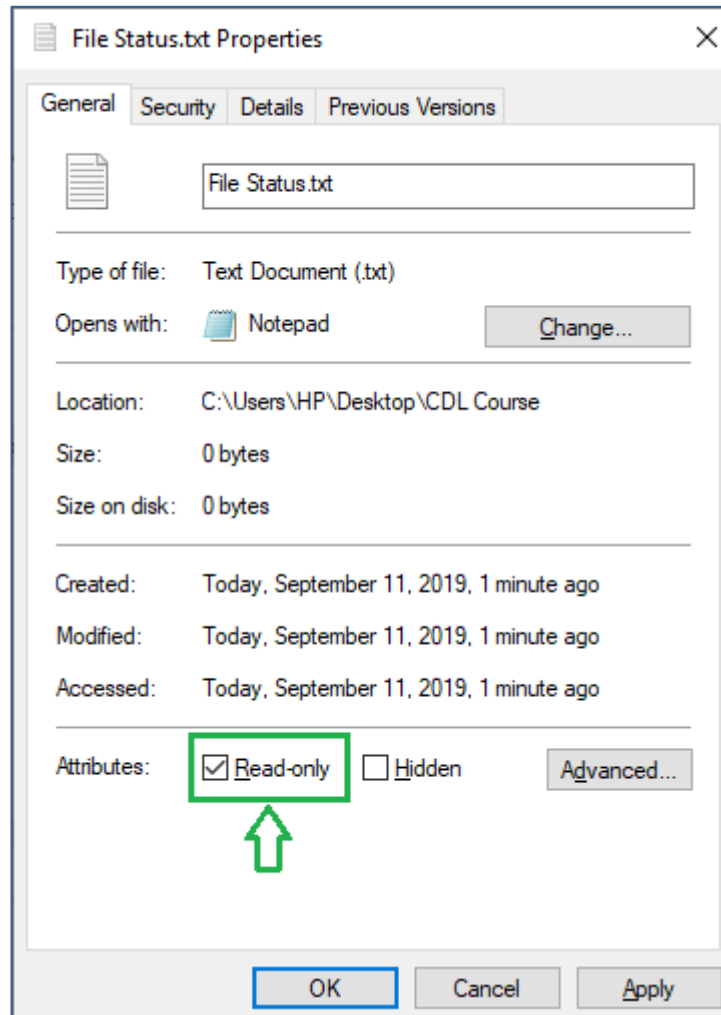 File Status.txt Properties
General Security Details Previous Versions
File Status.txt
Type of file: Text Document (.txt)
Opens with: Notepad Change...
Location: C:\Users\HP\Desktop\CDL Course
Size: 0 bytes
Size on disk: 0 bytes
Created: Today, September 11, 2019, 1 minute ago
Modified: Today, September 11, 2019, 1 minute ago
Accessed: Today, September 11, 2019, 1 minute ago
Attributes: Read-only Hidden Advanced...
OK Cancel Apply